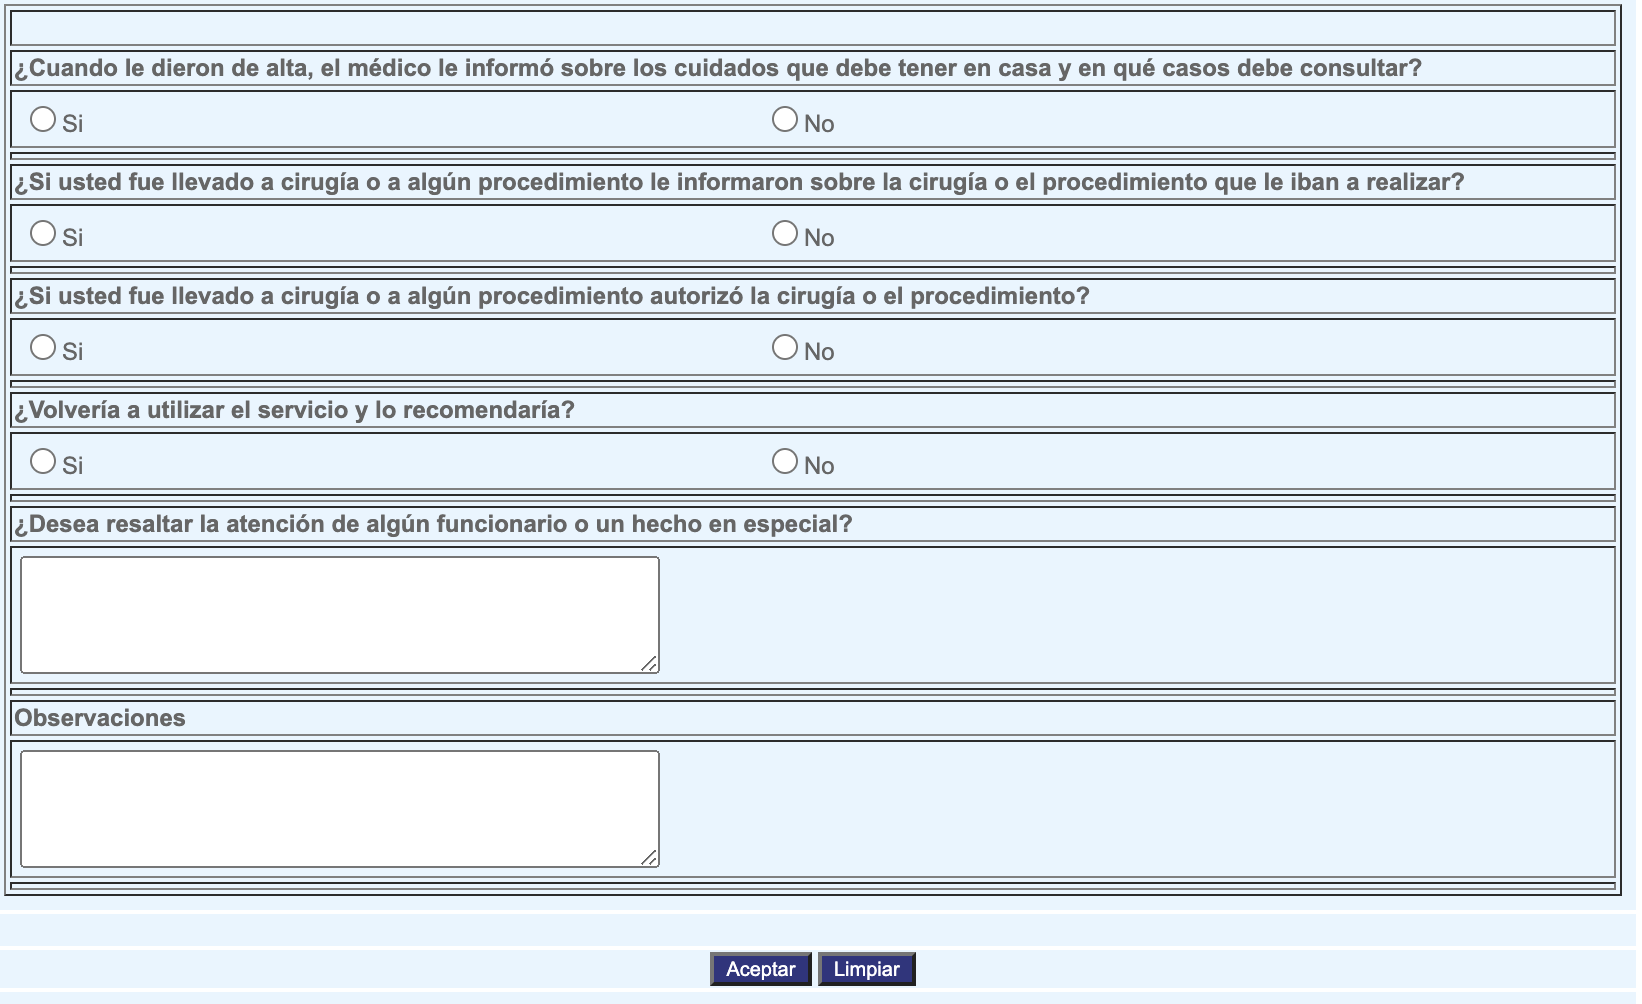 ¿Cuando le dieron de alta, el médico le informó sobre los cuidados que debe tener en casa y en qué casos debe consultar?
Si No
¿Si usted fue llevado a cirugía o a algún procedimiento le informaron sobre la cirugía o el procedimiento que le iban a realizar?
Si No
¿Si usted fue llevado a cirugía o a algún procedimiento autorizó la cirugía o el procedimiento?
Si No
¿Volvería a utilizar el servicio y lo recomendaría?
Si No
¿Desea resaltar la atención de algún funcionario o un hecho en especial?
Observaciones
Aceptar Limpiar